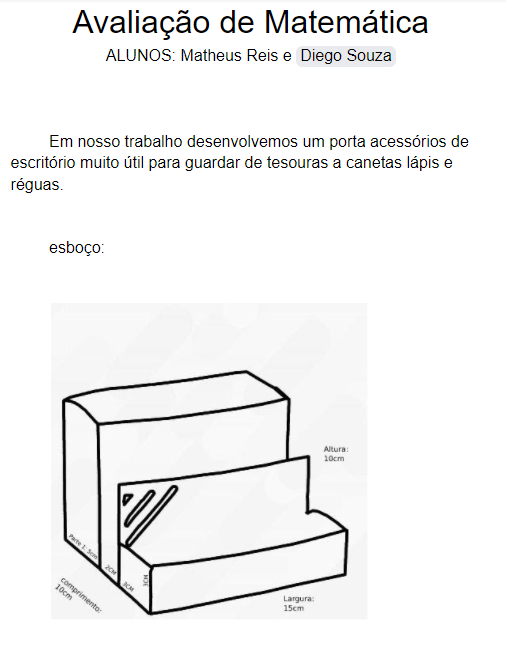 Avaliação de Matemática
ALUNOS: Matheus Reis e Diego Souza
Em nosso trabalho desenvolvemos um porta acessórios de
escritório muito útil para guardar de tesouras a canetas lápis e
réguas.
esboço:
Altura:
10cm
Parte 1. 5cm
2CM
3CM
3CM
comprimento:
10cm
Largura:
15cm